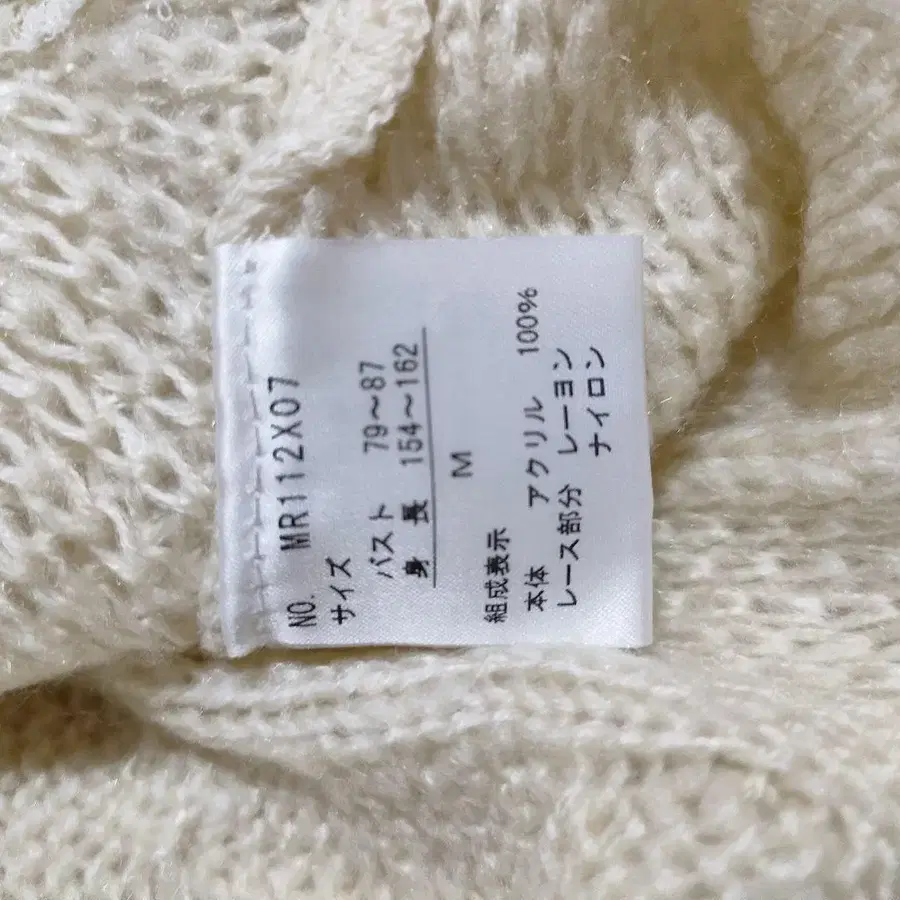 NO. MR112X07
サイズ
バスト 79〜87
身長 154〜162
M
組成表示
本体 アクリル 100%
レース部分 レーヨン
ナイロン